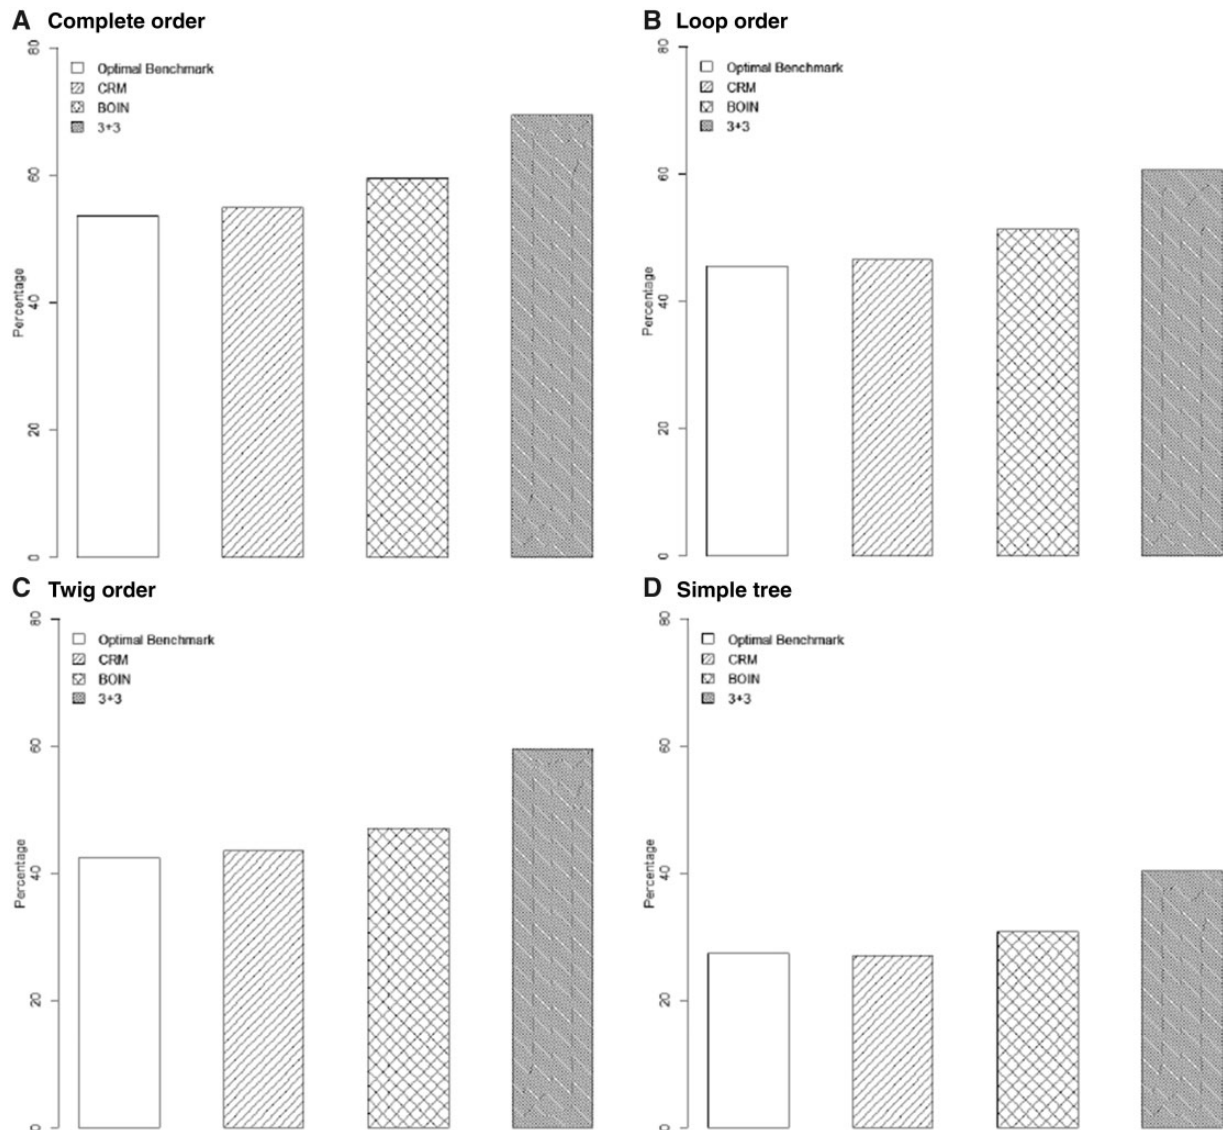 A Complete order
80
60
40
20
0
Percentage
Optimal Benchmark
CRM
BOIN
3+3
B Loop order
80
60
40
20
0
Percentage
Optimal Benchmark
CRM
BOIN
3+3
C Twig order
80
60
40
20
0
Percentage
Optimal Benchmark
CRM
BOIN
3+3
D Simple tree
80
60
40
20
0
Percentage
Optimal Benchmark
CRM
BOIN
3+3